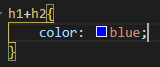 h1+h2{
color: blue;
}